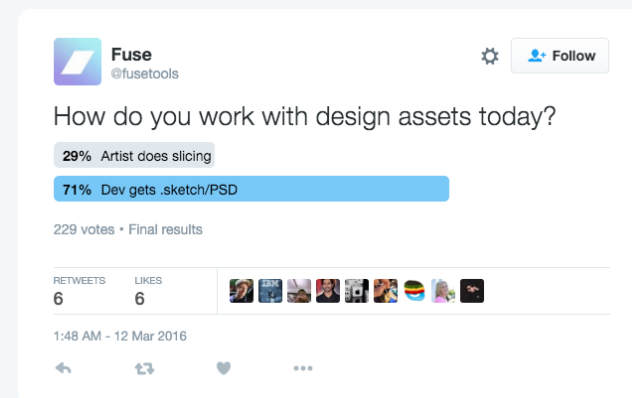 Fuse
@fusetools
Follow
How do you work with design assets today?
29% Artist does slicing
71% Dev gets .sketch/PSD
229 votes • Final results
RETWEETS LIKES
6 6
IBM
1:48 AM - 12 Mar 2016